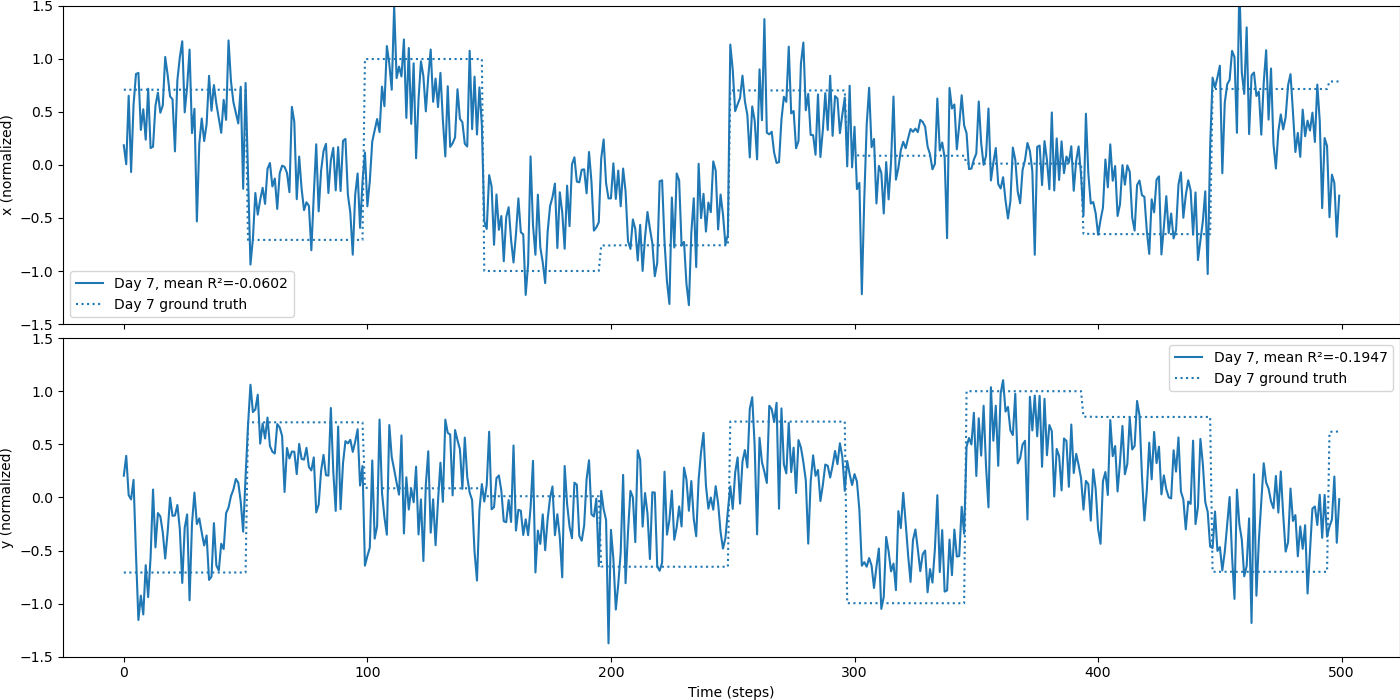 1.5
1.0
0.5
0.0
−0.5
−1.0
−1.5
x (normalized)
Day 7, mean R²=-0.0602
Day 7 ground truth
1.5
1.0
0.5
0.0
−0.5
−1.0
−1.5
y (normalized)
Day 7, mean R²=-0.1947
Day 7 ground truth
0 100 200 300 400 500
Time (steps)